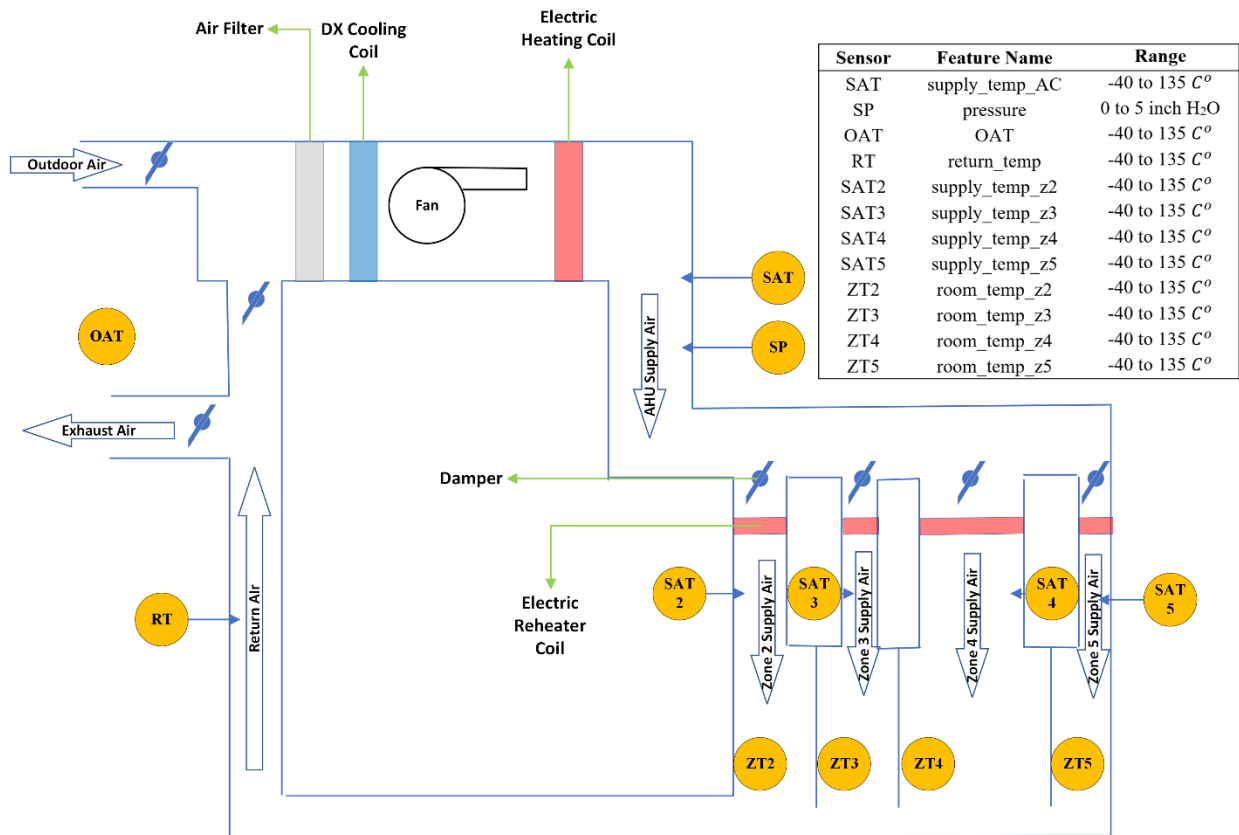 Air Filter
DX Cooling
Coil
Electric
Heating Coil
Sensor Feature Name Range
SAT supply_temp_AC -40 to 135 C°
SP pressure 0 to 5 inch H₂O
OAT OAT -40 to 135 C°
RT return_temp -40 to 135 C°
SAT2 supply_temp_z2 -40 to 135 C°
SAT3 supply_temp_z3 -40 to 135 C°
SAT4 supply_temp_z4 -40 to 135 C°
SAT5 supply_temp_z5 -40 to 135 C°
ZT2 room_temp_z2 -40 to 135 C°
ZT3 room_temp_z3 -40 to 135 C°
ZT4 room_temp_z4 -40 to 135 C°
ZT5 room_temp_z5 -40 to 135 C°
Outdoor Air
Fan
SAT
OAT
SP
AHU Supply Air
Exhaust Air
Damper
Return Air
RT
Electric
Reheater
Coil
SAT
2
Zone 2 Supply Air
SAT
3
Zone 3 Supply Air
Zone 4 Supply Air
SAT
4
Zone 5 Supply Air
SAT
5
ZT2
ZT3
ZT4
ZT5